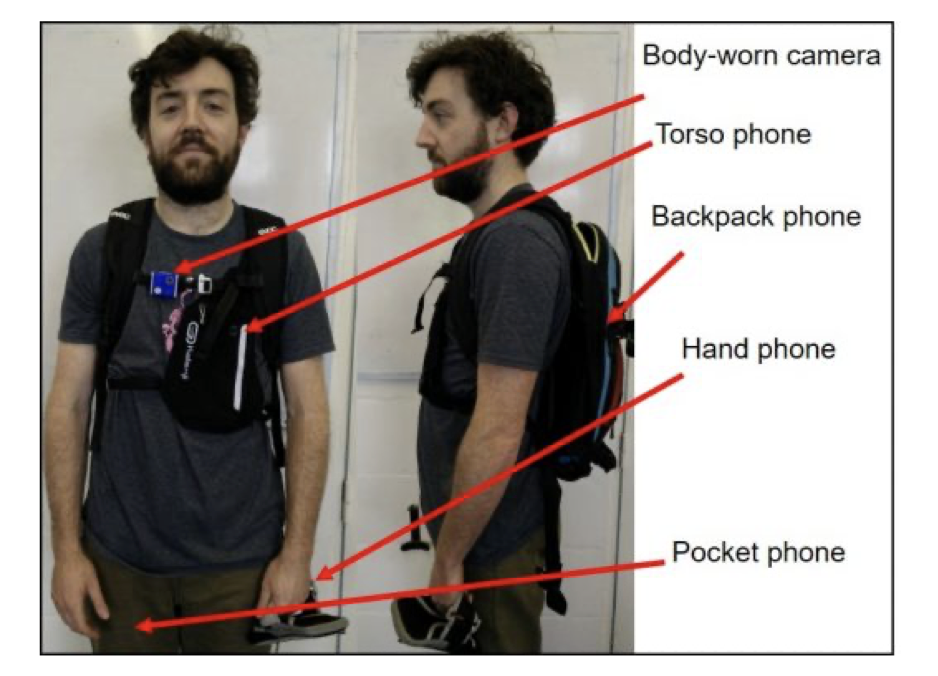 Body-worn camera
Torso phone
Backpack phone
Hand phone
Pocket phone